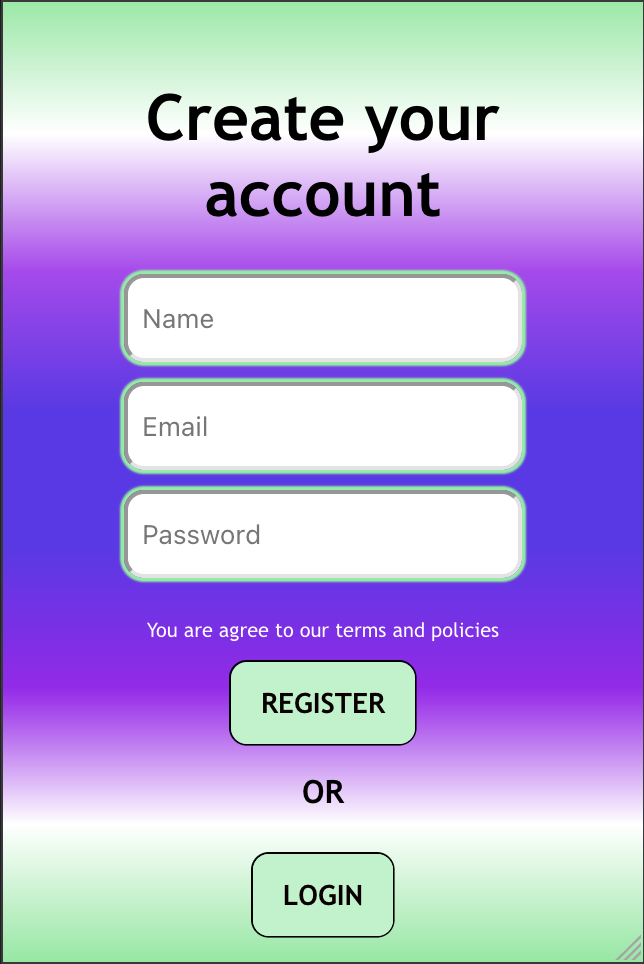 Create your
account
Name
Email
Password
You are agree to our terms and policies
REGISTER
OR
LOGIN